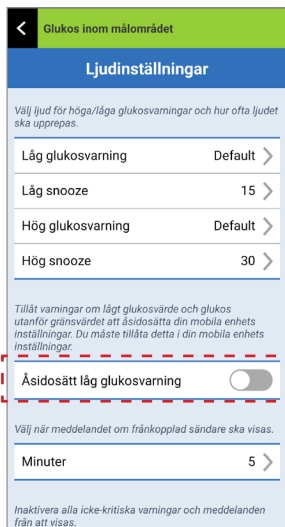 Glukos inom målområdet
Ljudinställningar
Välj ljud för höga/låga glukosvarningar och hur ofta ljudet
ska upprepas.
Låg glukosvarning Default
Låg snooze 15
Hög glukosvarning Default
Hög snooze 30
Tillåt varningar om lågt glukosvärde och glukos
utanför gränsvärdet att åsidosätta din mobila enhets
inställningar. Du måste tillåta detta i din mobila enhets
inställningar.
Åsidosätt låg glukosvarning
Välj när meddelandet om frånkopplad sändare ska visas.
Minuter 5
Inaktivera alla icke-kritiska varningar och meddelanden
från att visas.